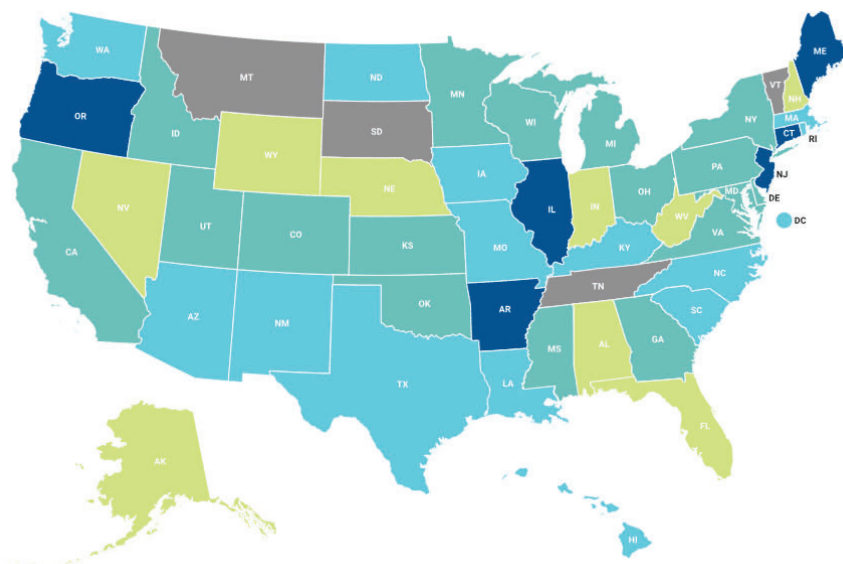 WA
MT
ND
MN
ME
VT
NH
OR
ID
SD
WI
MI
NY
MA
CT
RI
WY
IA
NE
PA
NJ
NV
IL
IN
OH
MD
DE
UT
CO
WV
VA
DC
CA
KS
MO
KY
NC
TN
AZ
NM
OK
AR
SC
MS
AL
GA
TX
LA
FL
AK
HI